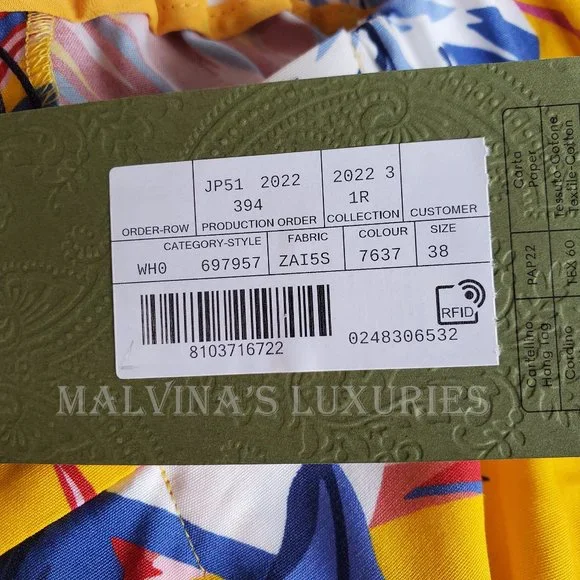 JP51 2022 2022 3
394 1R
ORDER-ROW PRODUCTION ORDER COLLECTION CUSTOMER
CATEGORY-STYLE FABRIC COLOUR SIZE
WH0 697957 ZAI5S 7637 38
RFID
8103716722 0248306532
MALVINA'S LUXURIES
Carta
Paper
Tessuto-Cotone
Textile-Cotton
PAP22
TEX 60
Cartellino
Hang Tag
Cordino